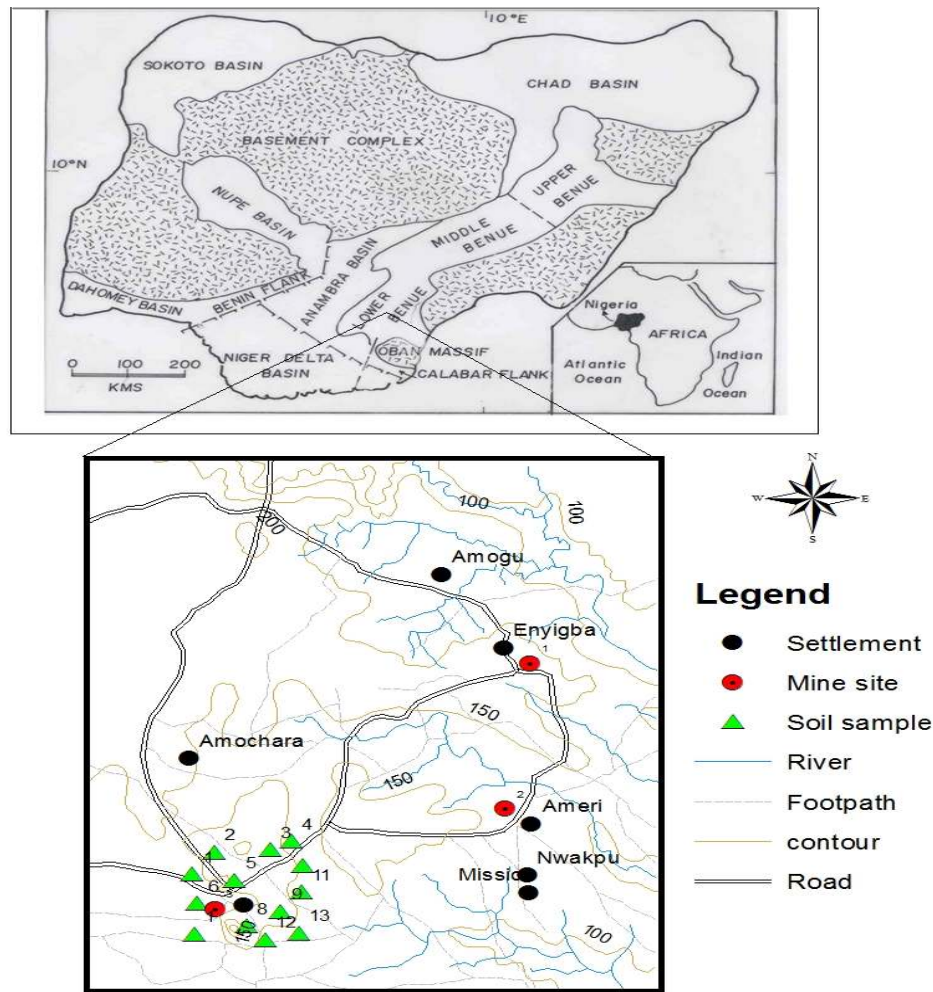 10°E
SOKOTO BASIN
CHAD BASIN
BASEMENT COMPLEX
10°N
NUPE BASIN
UPPER
BENUE
MIDDLE
BENUE
DAHOMEY BASIN
BENIN FLANK
ANAMBRA BASIN
LOWER
BENUE
NIGER DELTA
BASIN
OBAN MASSIF
CALABAR FLANK
0 100 200
KMS
Nigeria
AFRICA
Atlantic
Ocean
Indian
Ocean
100
100
Amogu
Enyigba
1
150
Amochara
150
2
Ameri
Nwakpu
Missio
2
3
4
5
11
6
3
9
8
13
12
150
100
N
W
E
S
Legend
Settlement
Mine site
Soil sample
River
Footpath
contour
Road